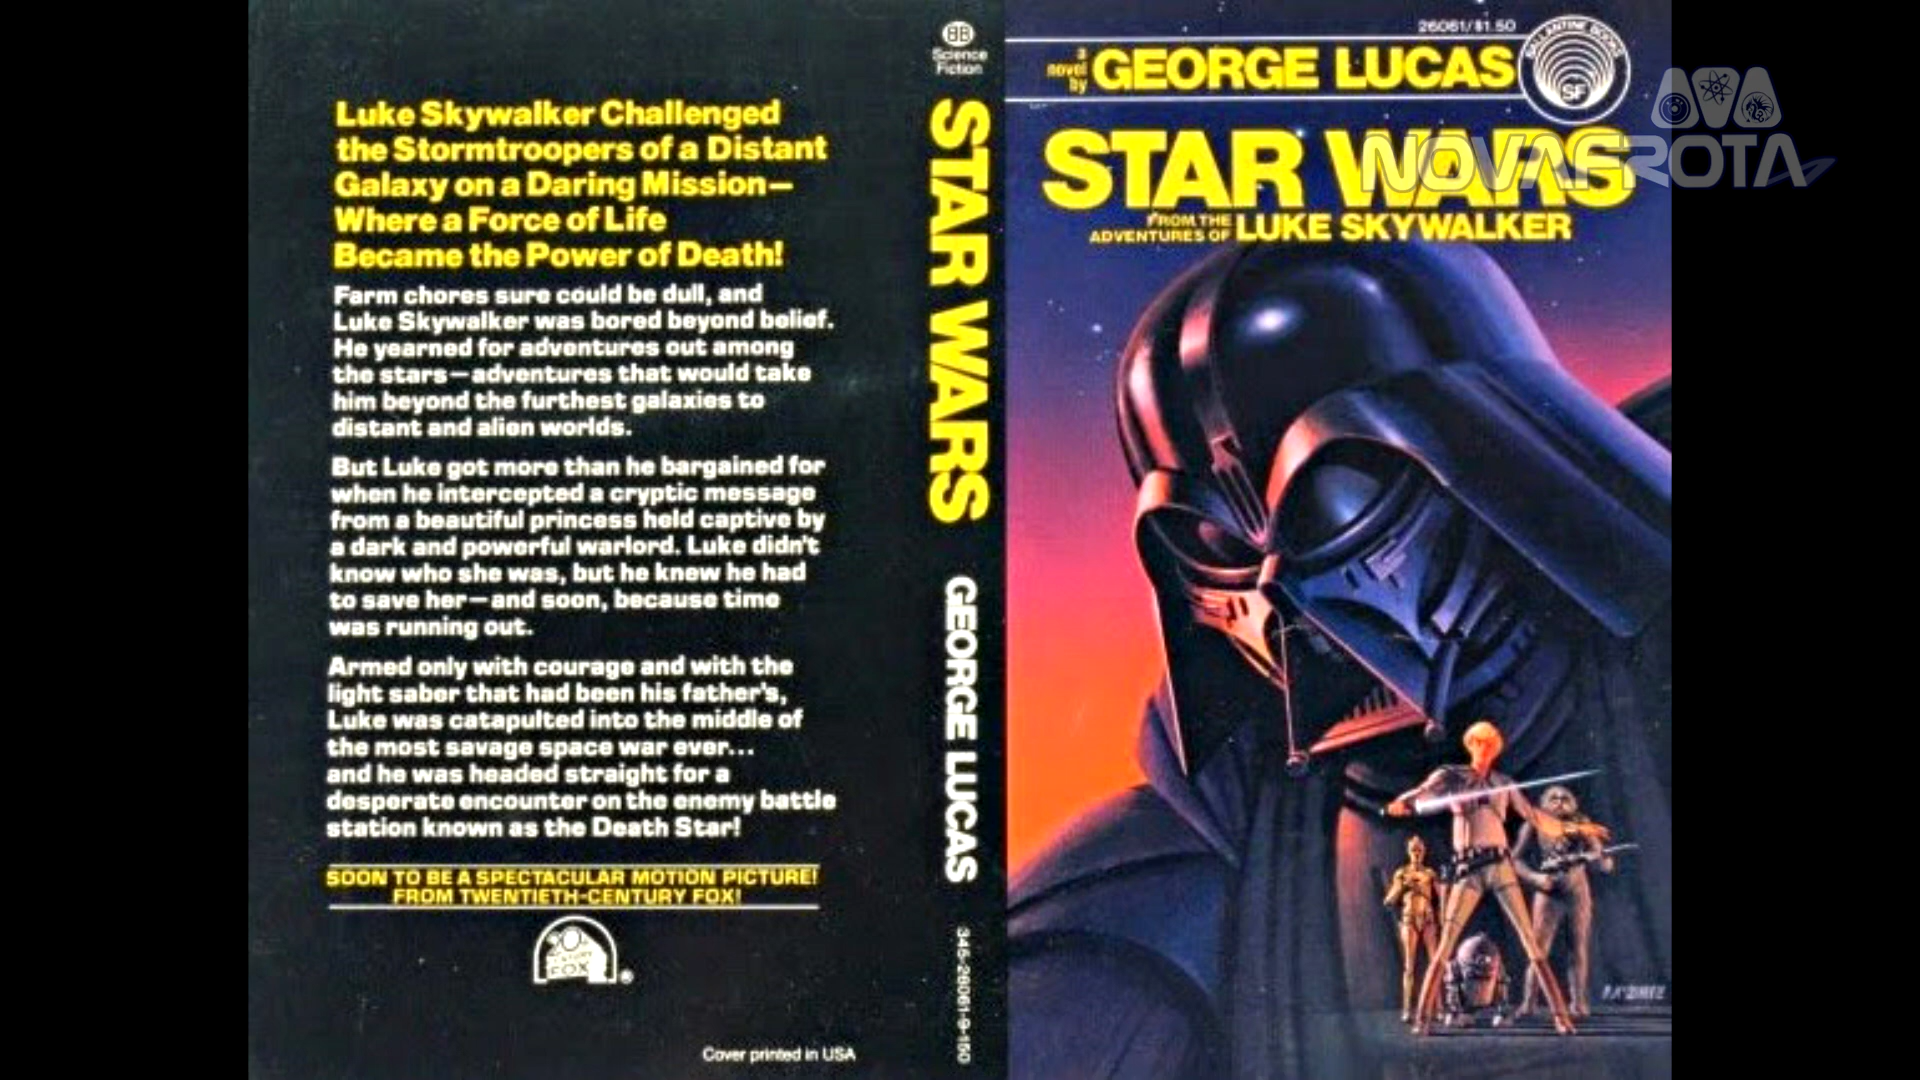 Luke Skywalker Challenged
the Stormtroopers of a Distant
Galaxy on a Daring Mission—
Where a Force of Life
Became the Power of Death!
Farm chores sure could be dull, and
Luke Skywalker was bored beyond belief.
He yearned for adventures out among
the stars—adventures that would take
him beyond the furthest galaxies to
distant and alien worlds.
But Luke got more than he bargained for
when he intercepted a cryptic message
from a beautiful princess held captive by
a dark and powerful warlord. Luke didn't
know who she was, but he knew he had
to save her—and soon, because time
was running out.
Armed only with courage and with the
light saber that had been his father's,
Luke was catapulted into the middle of
the most savage space war ever...
and he was headed straight for a
desperate encounter on the enemy battle
station known as the Death Star!
SOON TO BE A SPECTACULAR MOTION PICTURE!
FROM TWENTIETH-CENTURY FOX!
20th
CENTURY
FOX
®
Cover printed in USA
BB
Science
Fiction
STAR WARS
GEORGE LUCAS
345-26061-9-150
26061/$1.50
a
novel
by
GEORGE LUCAS
BALLANTINE BOOKS
SF
STAR WARS
FROM THE
ADVENTURES OF LUKE SKYWALKER
NOVAFROTA